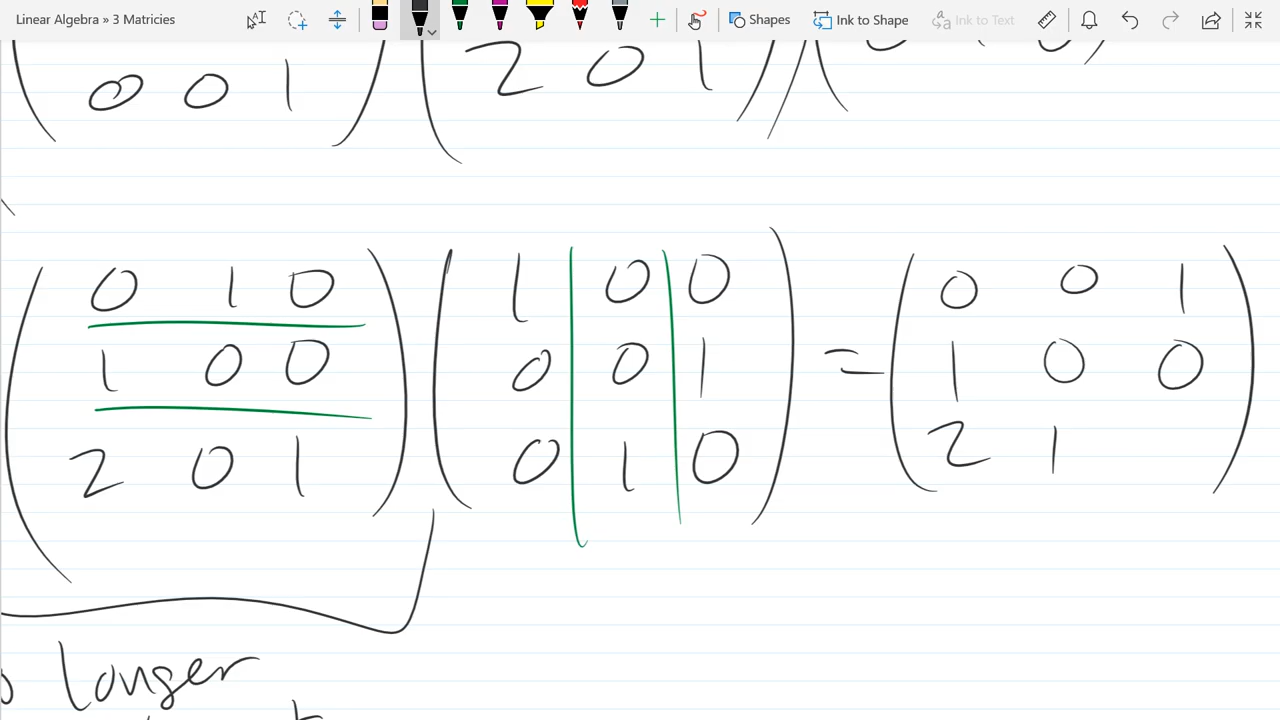 Linear Algebra » 3 Matricies
Shapes Ink to Shape Ink to Text
0 0 1 2 0 1
0 1 0 1 0 0 = 0 0 1
1 0 0 0 0 1 1 0 0
2 0 1 0 1 0 2 1
longer